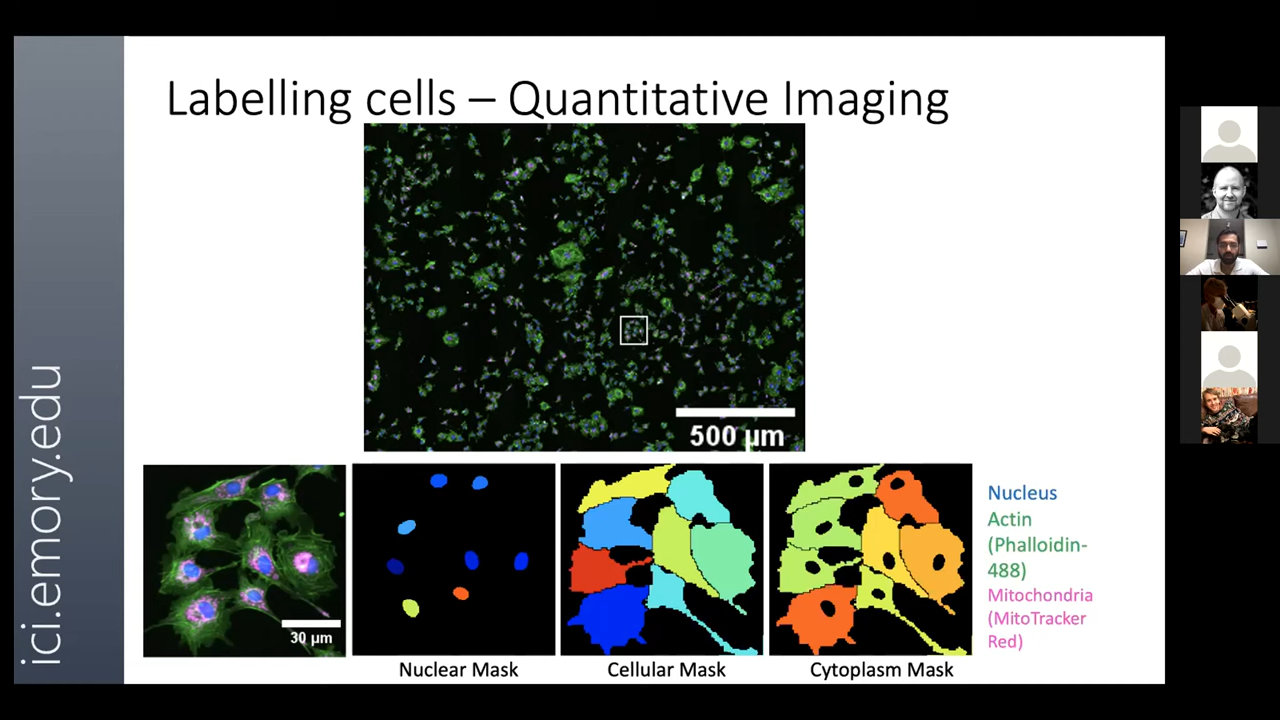 Labelling cells – Quantitative Imaging
500 µm
ici.emory.edu
30 µm
Nucleus
Actin
(Phalloidin-
488)
Mitochondria
(MitoTracker
Red)
Nuclear Mask
Cellular Mask
Cytoplasm Mask